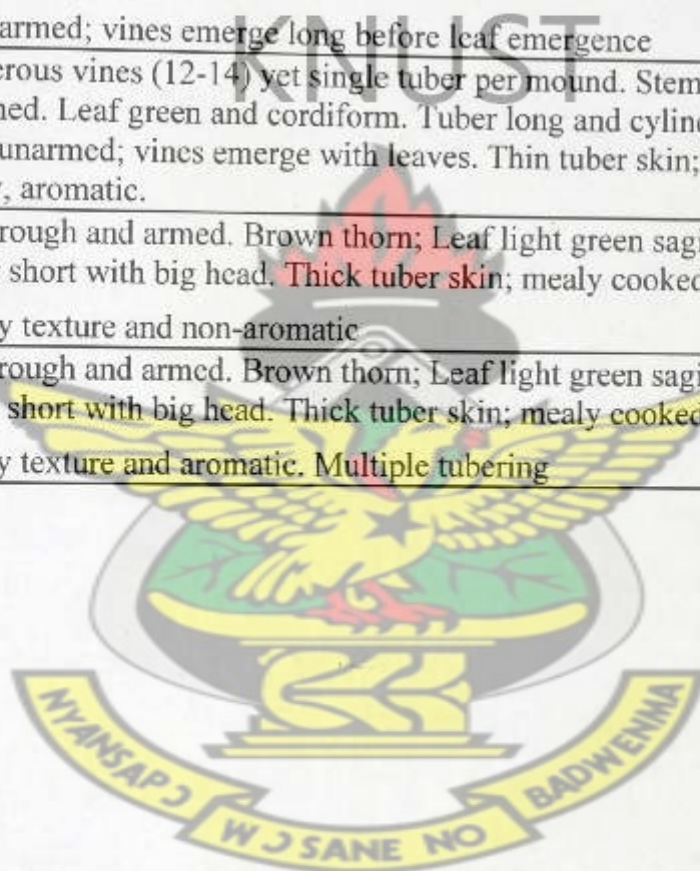 KNUST
armed; vines emerge long before leaf emergence
erous vines (12-14) yet single tuber per mound. Stem
ned. Leaf green and cordiform. Tuber long and cylin
unarmed; vines emerge with leaves. Thin tuber skin;
, aromatic.
rough and armed. Brown thorn; Leaf light green sagi
short with big head. Thick tuber skin; mealy cooked
y texture and non-aromatic
rough and armed. Brown thorn; Leaf light green sagi
short with big head. Thick tuber skin; mealy cooked
y texture and aromatic. Multiple tubering
NYANSAPƆ
WƆSANE NO
BADWENMA